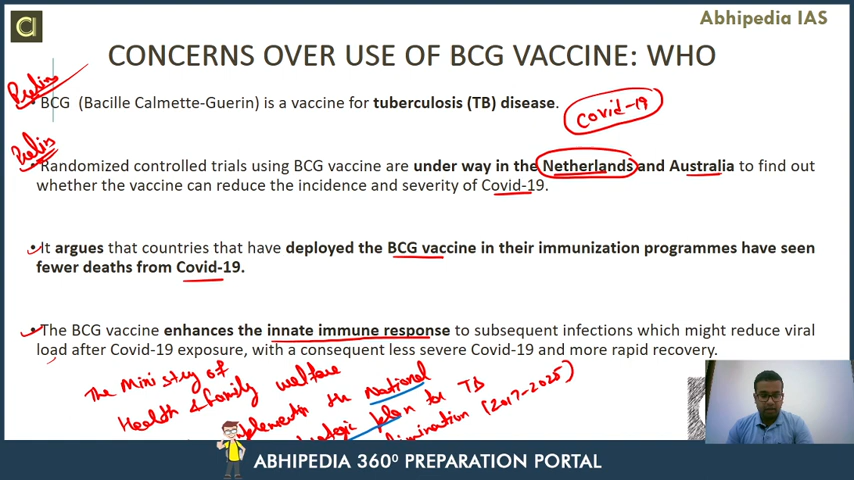 Abhipedia IAS
CONCERNS OVER USE OF BCG VACCINE: WHO
Prelims
• BCG (Bacille Calmette-Guerin) is a vaccine for tuberculosis (TB) disease.
Covid-19
Prelims
• Randomized controlled trials using BCG vaccine are under way in the Netherlands and Australia to find out
whether the vaccine can reduce the incidence and severity of Covid-19.
• It argues that countries that have deployed the BCG vaccine in their immunization programmes have seen
fewer deaths from Covid-19.
• The BCG vaccine enhances the innate immune response to subsequent infections which might reduce viral
load after Covid-19 exposure, with a consequent less severe Covid-19 and more rapid recovery.
The Ministry of
Health & family welfare
the National
plan for TB
elimination (2017-2025)
ABHIPEDIA 360⁰ PREPARATION PORTAL